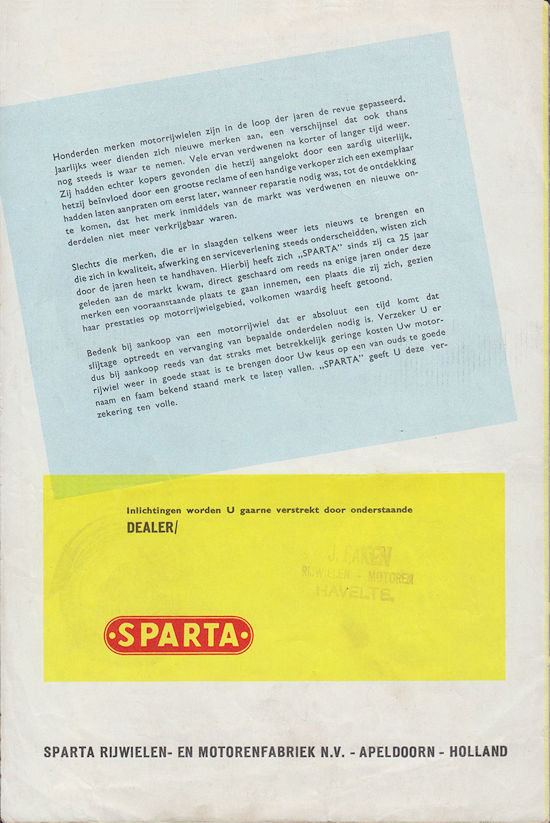 Honderden merken motorrijwielen zijn in de loop der jaren de revue gepasseerd.
Jaarlijks weer dienden zich nieuwe merken aan, een verschijnsel dat ook thans
nog steeds is waar te nemen. Vele ervan verdwenen na korter of langer tijd weer.
Zij hadden echter kopers gevonden die hetzij aangelokt door een aardig uiterlijk,
hetzij beïnvloed door een grootse reclame of een handige verkoper zich een exemplaar
hadden laten aanpraten om eerst later, wanneer reparatie nodig was, tot de ontdekking
te komen, dat het merk inmiddels van de markt was verdwenen en nieuwe on-
derdelen niet meer verkrijgbaar waren.
Slechts die merken, die er in slaagden telkens weer iets nieuws te brengen en
die zich in kwaliteit, afwerking en serviceverlening steeds onderscheidden, wisten zich
door de jaren heen te handhaven. Hierbij heeft zich „SPARTA” sinds zij ca 25 jaar
geleden aan de markt kwam, direct geschaard om reeds na enige jaren onder deze
merken een vooraanstaande plaats te gaan innemen, een plaats die zij zich, gezien
haar prestaties op motorrijwielgebied, volkomen waardig heeft getoond.
Bedenk bij aankoop van een motorrijwiel dat er absoluut een tijd komt dat
slijtage optreedt en vervanging van bepaalde onderdelen nodig is. Verzeker U er
dus bij aankoop reeds van dat straks met betrekkelijk geringe kosten Uw motor-
rijwiel weer in goede staat is te brengen door Uw keus op een van ouds te goede
naam en faam bekend staand merk te laten vallen. „SPARTA” geeft U deze ver-
zekering ten volle.
Inlichtingen worden U gaarne verstrekt door onderstaande
DEALER/
J. FAKEN
RIJWIELEN - MOTOREN
HAVELTE.
·SPARTA·
SPARTA RIJWIELEN- EN MOTORENFABRIEK N.V. - APELDOORN - HOLLAND